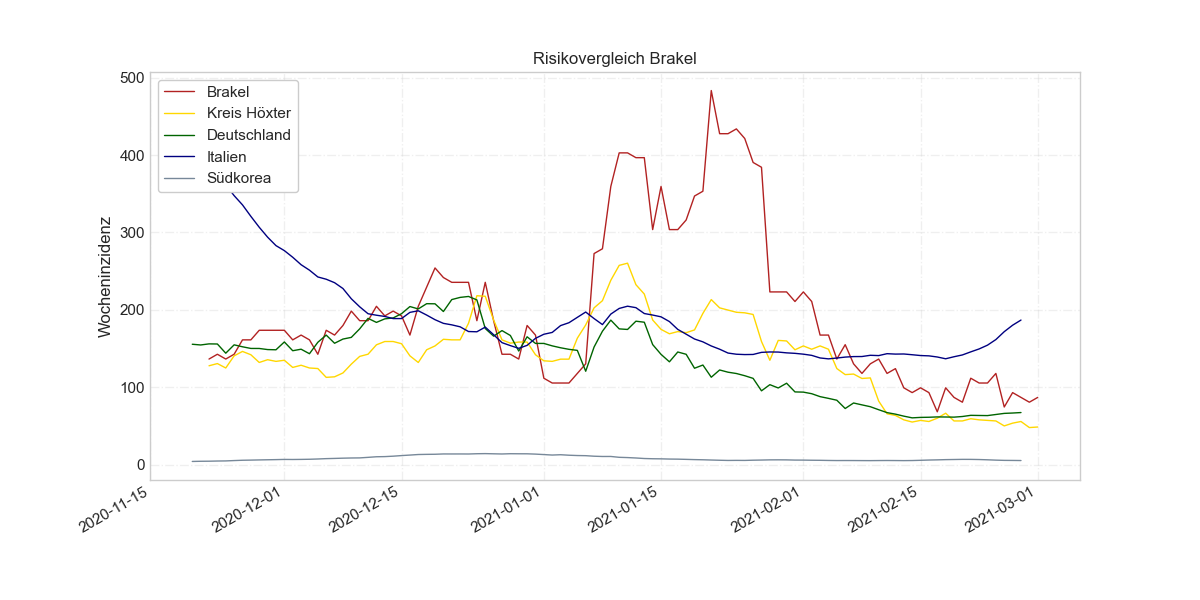 Risikovergleich Brakel
Wocheninzidenz
500
400
300
200
100
0
Brakel
Kreis Höxter
Deutschland
Italien
Südkorea
2020-11-15
2020-12-01
2020-12-15
2021-01-01
2021-01-15
2021-02-01
2021-02-15
2021-03-01